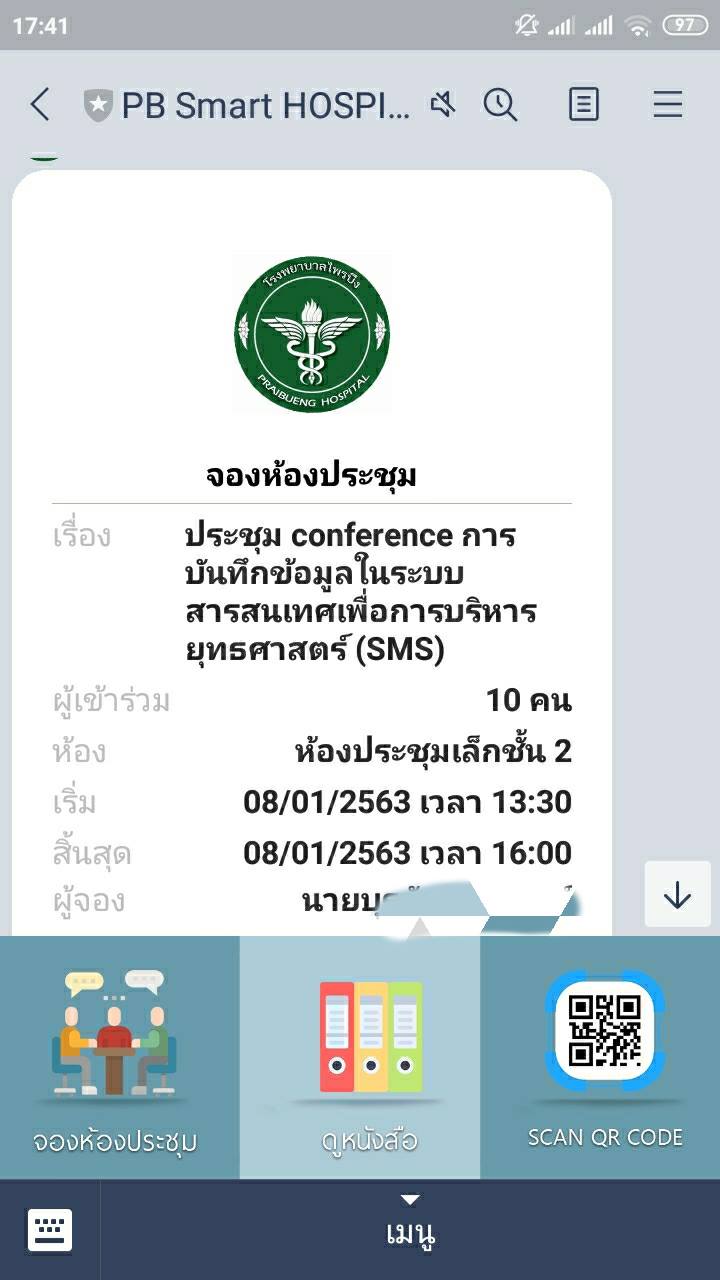 17:41
97
PB Smart HOSPI...
โรงพยาบาลไพรบึง
PRAIBUENG HOSPITAL
จองห้องประชุม
เรื่อง ประชุม conference การ
บันทึกข้อมูลในระบบ
สารสนเทศเพื่อการบริหาร
ยุทธศาสตร์ (SMS)
ผู้เข้าร่วม 10 คน
ห้อง ห้องประชุมเล็กชั้น 2
เริ่ม 08/01/2563 เวลา 13:30
สิ้นสุด 08/01/2563 เวลา 16:00
ผู้จอง
จองห้องประชุม
ดูหนังสือ
SCAN QR CODE
เมนู